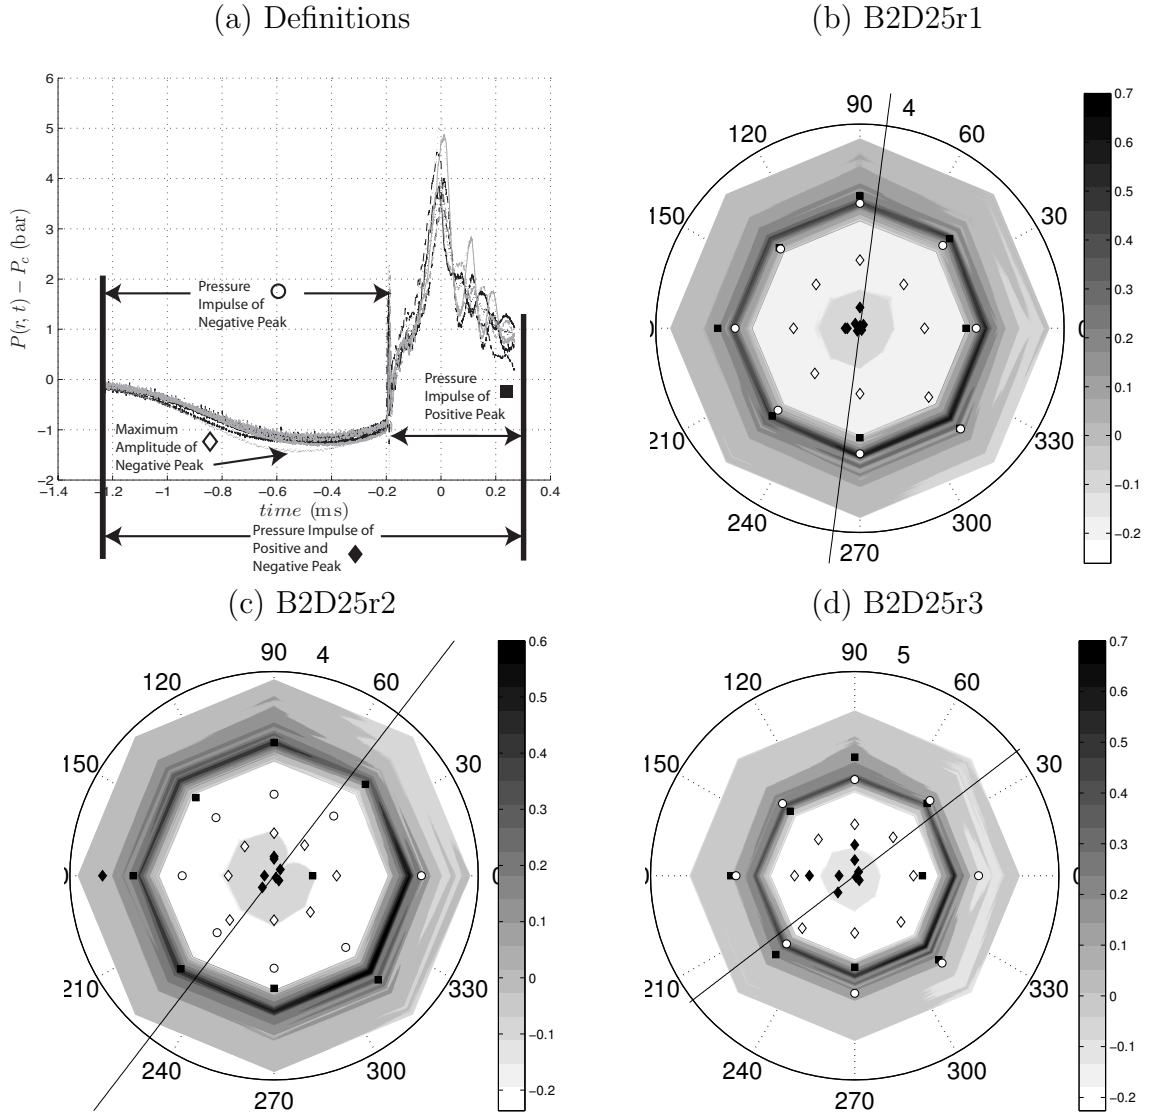 (a) Definitions
(b) B2D25r1
6
5
4
3
2
1
0
−1
−2
P(r, t) − P_c (bar)
−1.4 −1.2 −1 −0.8 −0.6 −0.4 −0.2 0 0.2 0.4
time (ms)
Pressure
Impulse of
Negative Peak
Pressure
Impulse of
Positive Peak
Maximum
Amplitude of
Negative Peak
Pressure Impulse of
Positive and
Negative Peak
90 4
120 60
150 30
210 330
240 300
270
0.7
0.6
0.5
0.4
0.3
0.2
0.1
0
−0.1
−0.2
(c) B2D25r2
(d) B2D25r3
90 4
120 60
150 30
210 330
240 300
270
0.6
0.5
0.4
0.3
0.2
0.1
0
−0.1
−0.2
90 5
120 60
150 30
210 330
240 300
270
0.7
0.6
0.5
0.4
0.3
0.2
0.1
0
−0.1
−0.2